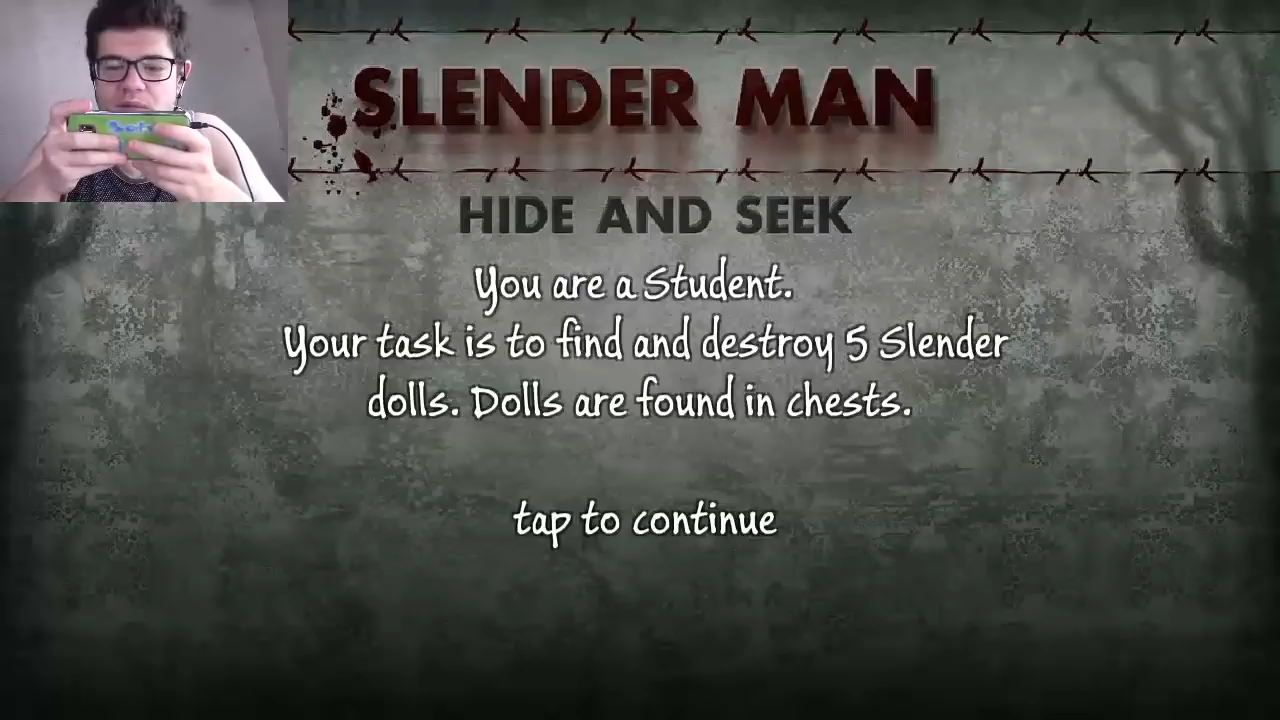 SLENDER MAN
HIDE AND SEEK
You are a Student.
Your task is to find and destroy 5 Slender
dolls. Dolls are found in chests.
tap to continue